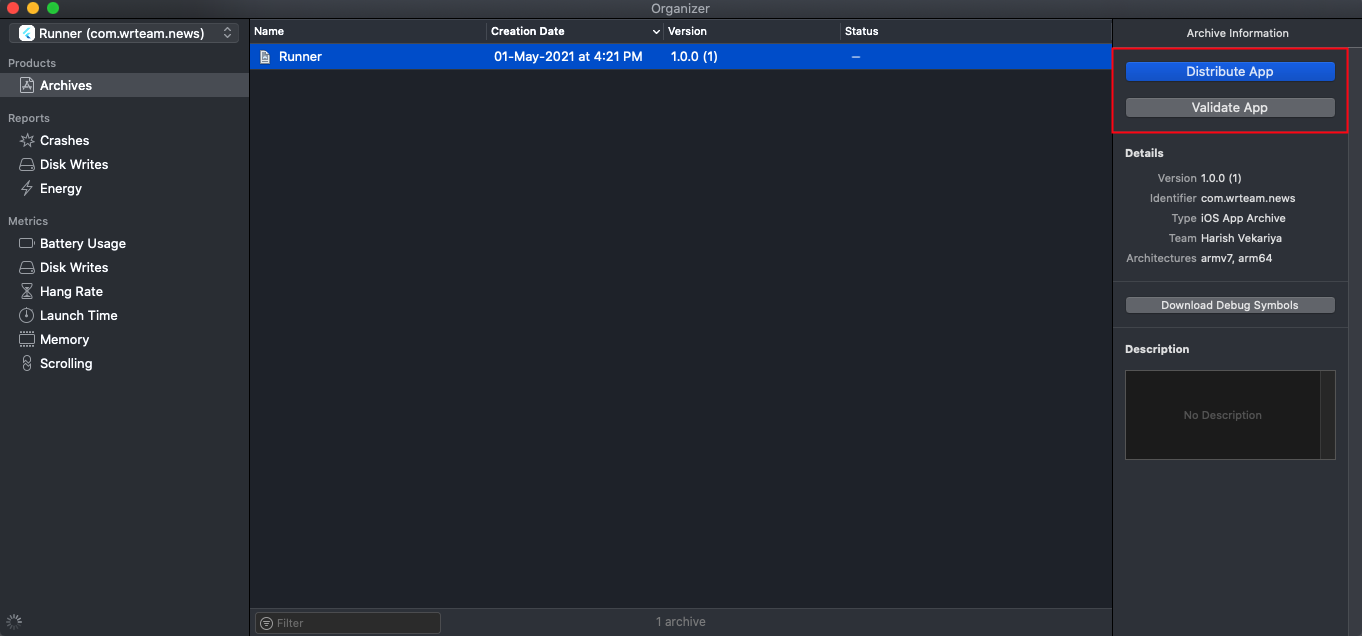 Organizer
Runner (com.wrteam.news)
Products
Archives
Reports
Crashes
Disk Writes
Energy
Metrics
Battery Usage
Disk Writes
Hang Rate
Launch Time
Memory
Scrolling
Name Creation Date Version Status
Runner 01-May-2021 at 4:21 PM 1.0.0 (1) —
Filter
1 archive
Archive Information
Distribute App
Validate App
Details
Version 1.0.0 (1)
Identifier com.wrteam.news
Type iOS App Archive
Team Harish Vekariya
Architectures armv7, arm64
Download Debug Symbols
Description
No Description